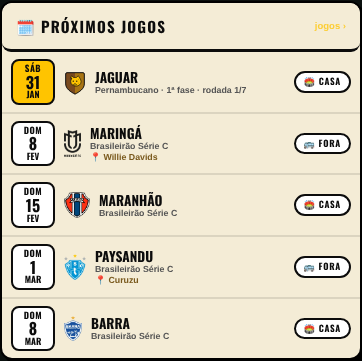 PRÓXIMOS JOGOS
jogos ›
SÁB
31
JAN
JAGUAR
Pernambucano · 1ª fase · rodada 1/7
CASA
DOM
8
FEV
MARINGÁ
Brasileirão Série C
Willie Davids
FORA
DOM
15
FEV
MARANHÃO
Brasileirão Série C
CASA
DOM
1
MAR
PAYSANDU
Brasileirão Série C
Curuzu
FORA
DOM
8
MAR
BARRA
Brasileirão Série C
CASA